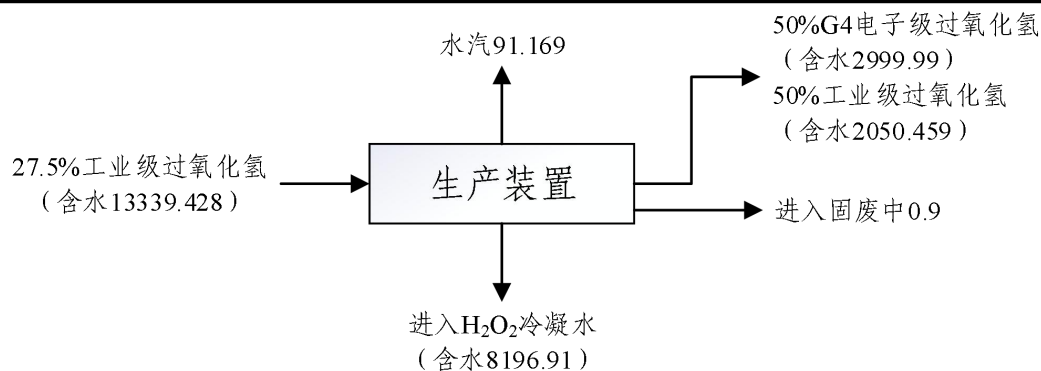 水汽91.169
50%G4电子级过氧化氢
（含水2999.99）
50%工业级过氧化氢
（含水2050.459）
27.5%工业级过氧化氢
（含水13339.428）
生产装置
进入固废中0.9
进入H₂O₂冷凝水
（含水8196.91）